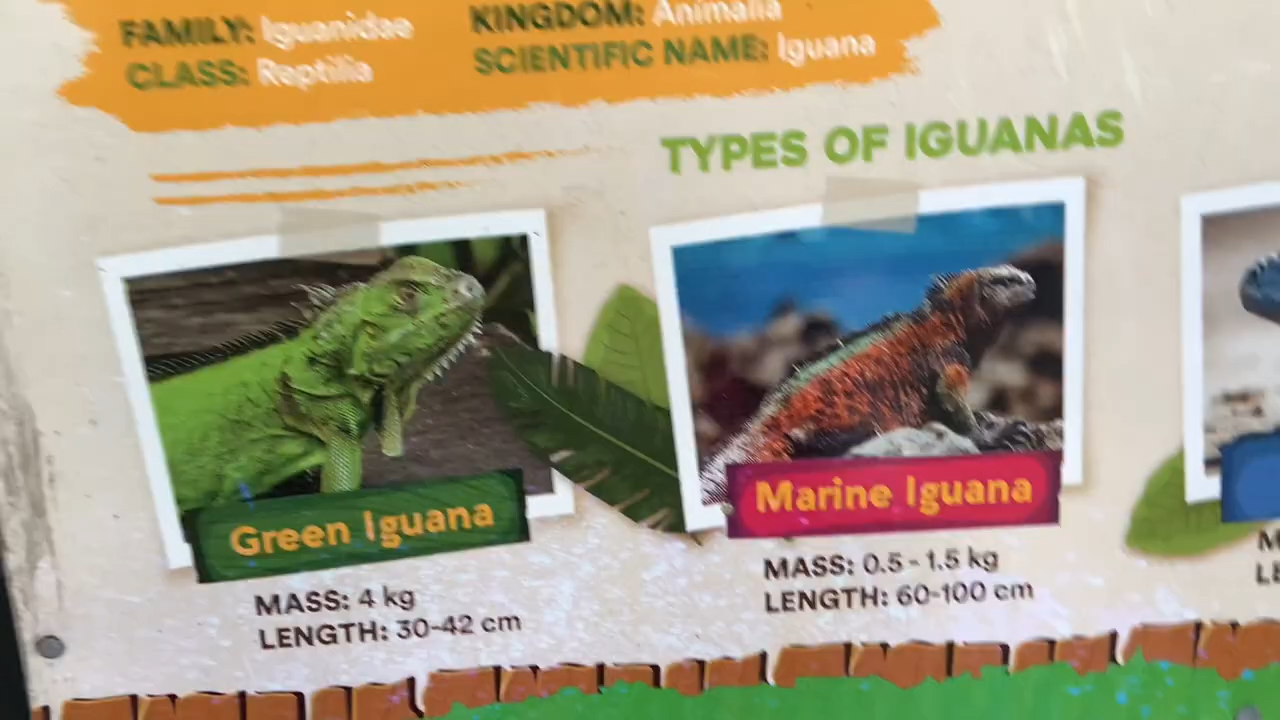 FAMILY: Iguanidae
CLASS: Reptilia
KINGDOM: Animalia
SCIENTIFIC NAME: Iguana
TYPES OF IGUANAS
Green Iguana
MASS: 4 kg
LENGTH: 30-42 cm
Marine Iguana
MASS: 0.5 - 1.5 kg
LENGTH: 60-100 cm